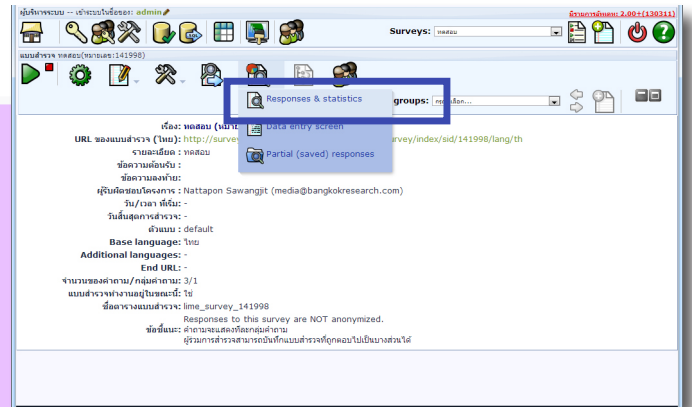 ผู้บริหารระบบ -- เข้าระบบในชื่อของ: admin
มีรายการอัพเดท: 2.00+(130311)
Surveys: ทดสอบ
แบบสำรวจ ทดสอบ(หมายเลข:141998)
Responses & statistics
groups:
Data entry screen
Partial (saved) responses
ชื่อ: ทดสอบ
URL ของแบบสำรวจ (ไทย): http://surve urvey/index/sid/141998/lang/th
รายละเอียด : ทดสอบ
ข้อความต้อนรับ :
ข้อความลงท้าย:
ผู้รับผิดชอบโครงการ : Nattapon Sawangjit (media@bangkokresearch.com)
วัน/เวลา ที่เริ่ม: -
วันสิ้นสุดการสำรวจ: -
ตัวแบบ : default
Base language: ไทย
Additional languages: -
End URL: -
จำนวนของคำถาม/กลุ่มคำถาม: 3/1
แบบสำรวจทำงานอยู่ในขณะนี้: ใช่
ชื่อตารางแบบสำรวจ: lime_survey_141998
Responses to this survey are NOT anonymized.
ข้อชี้แนะ: คำถามจะแสดงทีละกลุ่มคำถาม
ผู้ร่วมการสำรวจสามารถบันทึกแบบสำรวจที่ถูกตอบไปเป็นบางส่วนได้